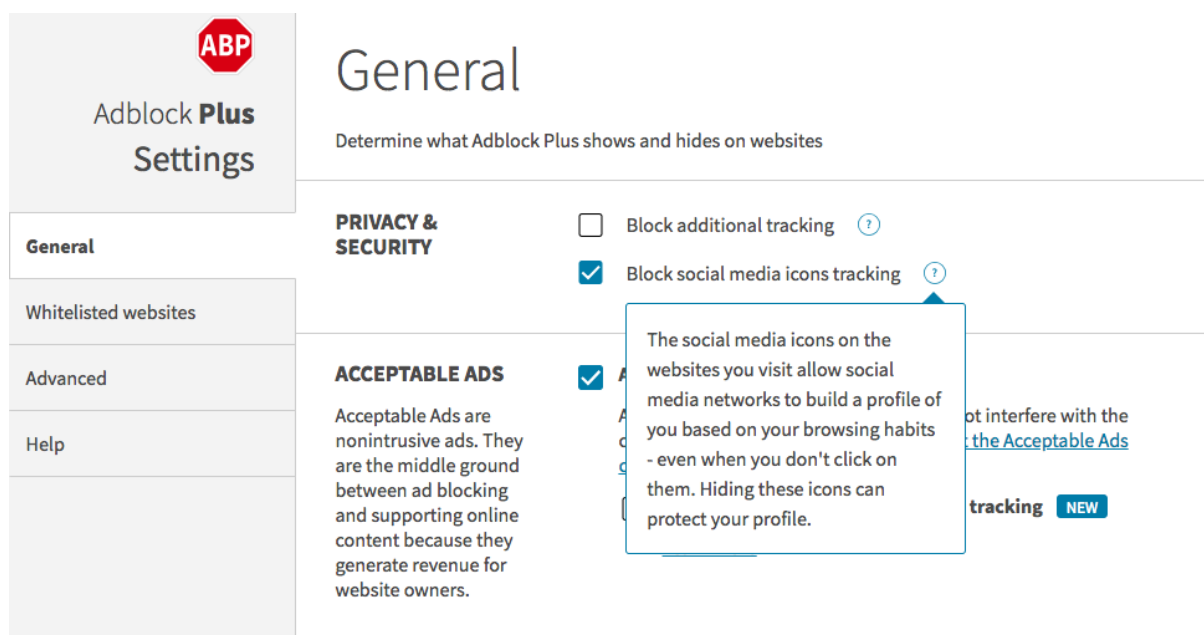 ABP
Adblock Plus
Settings
General
Whitelisted websites
Advanced
Help
General
Determine what Adblock Plus shows and hides on websites
PRIVACY &
SECURITY
Block additional tracking ?
Block social media icons tracking ?
The social media icons on the
websites you visit allow social
media networks to build a profile of
you based on your browsing habits
- even when you don't click on
them. Hiding these icons can
protect your profile.
ACCEPTABLE ADS
Acceptable Ads are
nonintrusive ads. They
are the middle ground
between ad blocking
and supporting online
content because they
generate revenue for
website owners.
ot interfere with the
the Acceptable Ads
tracking NEW